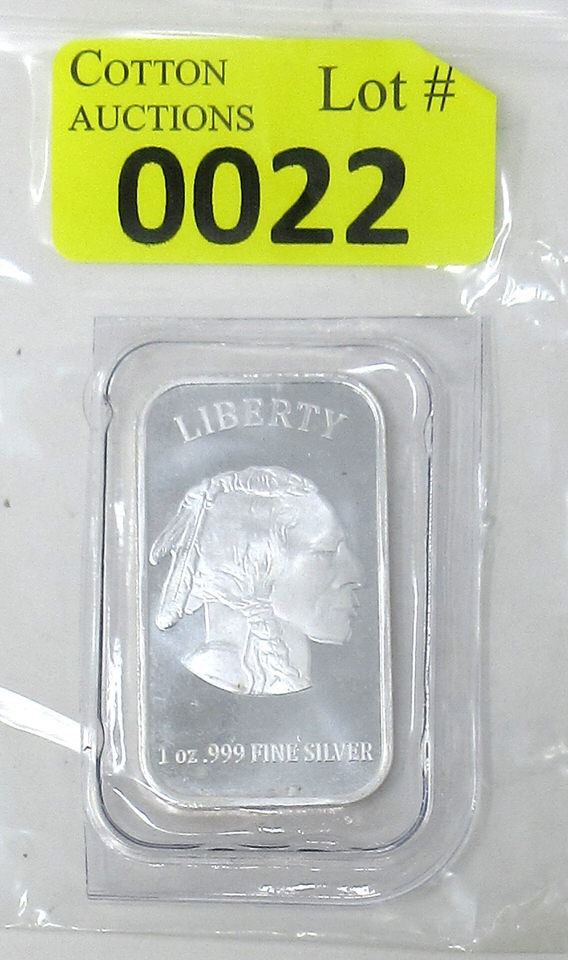 COTTON
AUCTIONS
Lot #
0022
LIBERTY
1 oz .999 FINE SILVER